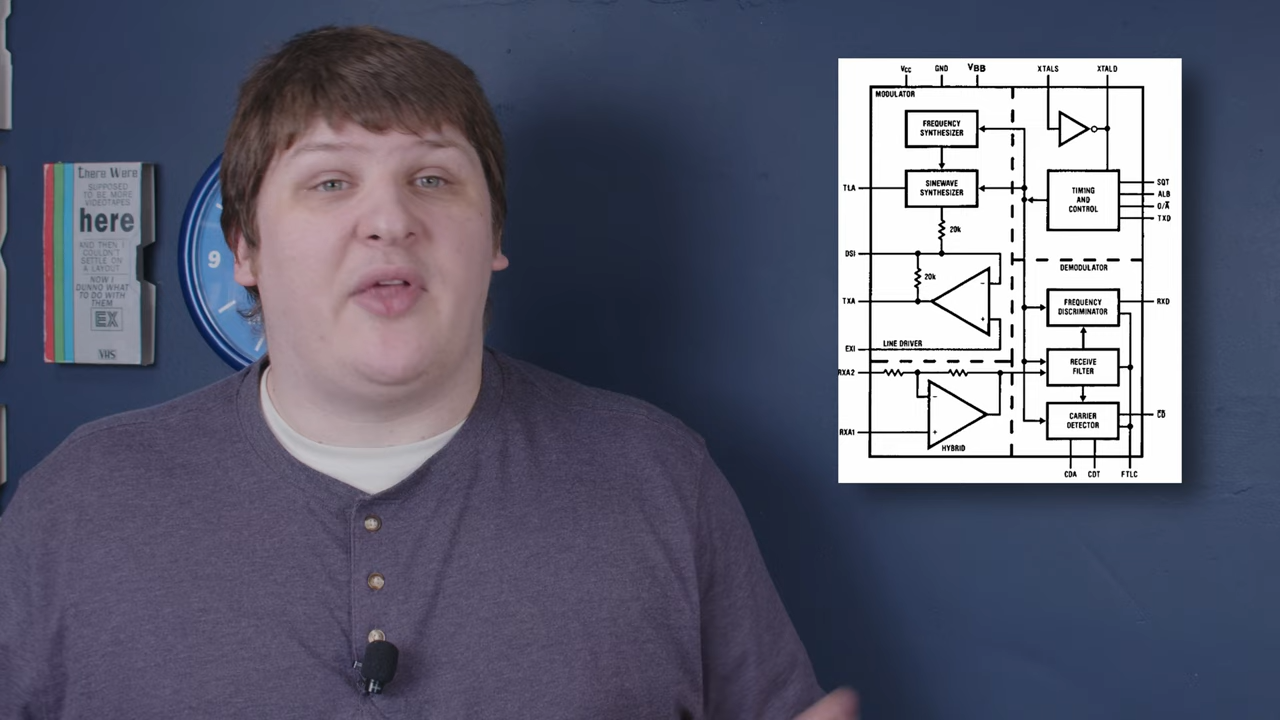 there Were
SUPPOSED
TO BE MORE
VIDEOTAPES
here
AND THEN I
COULDN'T
SETTLE ON
A LAYOUT
NOW I
DUNNO WHAT
TO DO WITH
THEM
EX
VHS
9
VCC GND VBB XTALS XTALD
MODULATOR
FREQUENCY
SYNTHESIZER
TLA
SINEWAVE
SYNTHESIZER
TIMING
AND
CONTROL
SQT
ALB
O/A̅
TXD
20k
DSI
DEMODULATOR
20k
TXA
FREQUENCY
DISCRIMINATOR
RXD
EXI
LINE DRIVER
RXA2
RECEIVE
FILTER
CARRIER
DETECTOR
C̅D̅
RXA1
HYBRID
CDA CDT FTLC